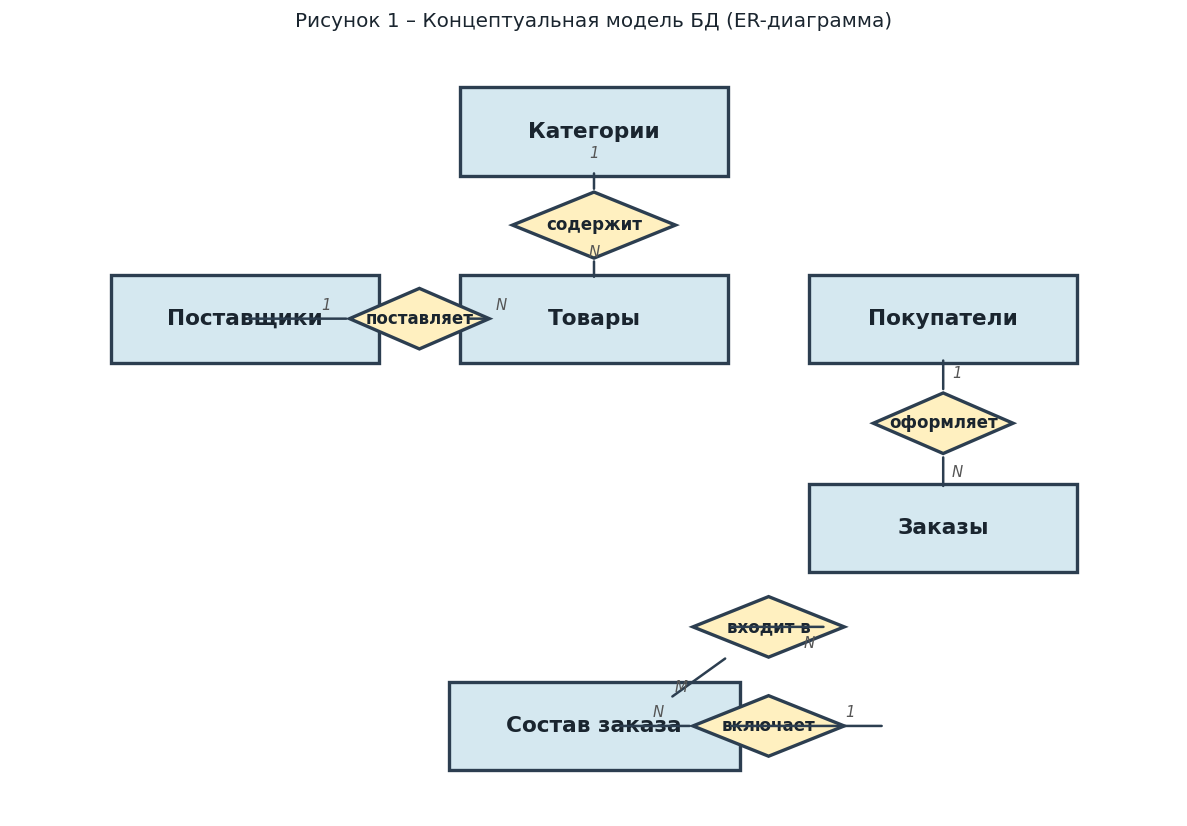 Рисунок 1 – Концептуальная модель БД (ER-диаграмма)
Категории
1
содержит
N
Поставщики
1
поставляет
N
Товары
Покупатели
1
оформляет
N
Заказы
входит в
N
M
Состав заказа
N
включает
1